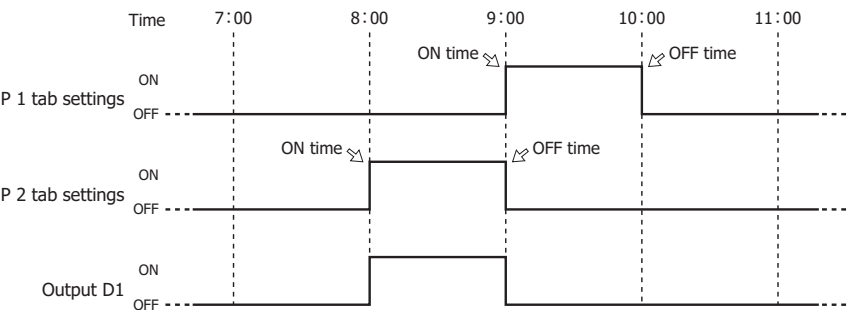 Time 7:00 8:00 9:00 10:00 11:00
ON time OFF time
ON
P 1 tab settings
OFF
ON time OFF time
ON
P 2 tab settings
OFF
ON
Output D1
OFF